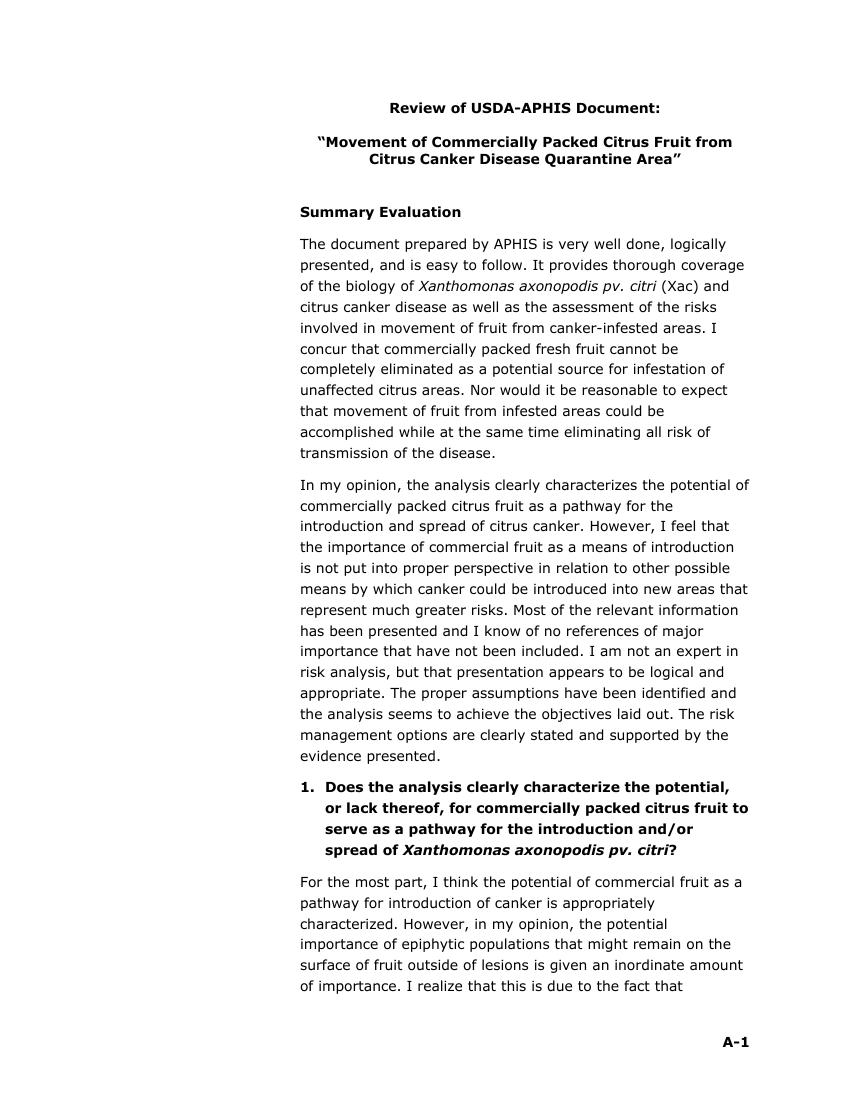 Review of USDA-APHIS Document:
“Movement of Commercially Packed Citrus Fruit from
Citrus Canker Disease Quarantine Area”
Summary Evaluation
The document prepared by APHIS is very well done, logically
presented, and is easy to follow. It provides thorough coverage
of the biology of Xanthomonas axonopodis pv. citri (Xac) and
citrus canker disease as well as the assessment of the risks
involved in movement of fruit from canker-infested areas. I
concur that commercially packed fresh fruit cannot be
completely eliminated as a potential source for infestation of
unaffected citrus areas. Nor would it be reasonable to expect
that movement of fruit from infested areas could be
accomplished while at the same time eliminating all risk of
transmission of the disease.
In my opinion, the analysis clearly characterizes the potential of
commercially packed citrus fruit as a pathway for the
introduction and spread of citrus canker. However, I feel that
the importance of commercial fruit as a means of introduction
is not put into proper perspective in relation to other possible
means by which canker could be introduced into new areas that
represent much greater risks. Most of the relevant information
has been presented and I know of no references of major
importance that have not been included. I am not an expert in
risk analysis, but that presentation appears to be logical and
appropriate. The proper assumptions have been identified and
the analysis seems to achieve the objectives laid out. The risk
management options are clearly stated and supported by the
evidence presented.
1. Does the analysis clearly characterize the potential,
or lack thereof, for commercially packed citrus fruit to
serve as a pathway for the introduction and/or
spread of Xanthomonas axonopodis pv. citri?
For the most part, I think the potential of commercial fruit as a
pathway for introduction of canker is appropriately
characterized. However, in my opinion, the potential
importance of epiphytic populations that might remain on the
surface of fruit outside of lesions is given an inordinate amount
of importance. I realize that this is due to the fact that
A-1